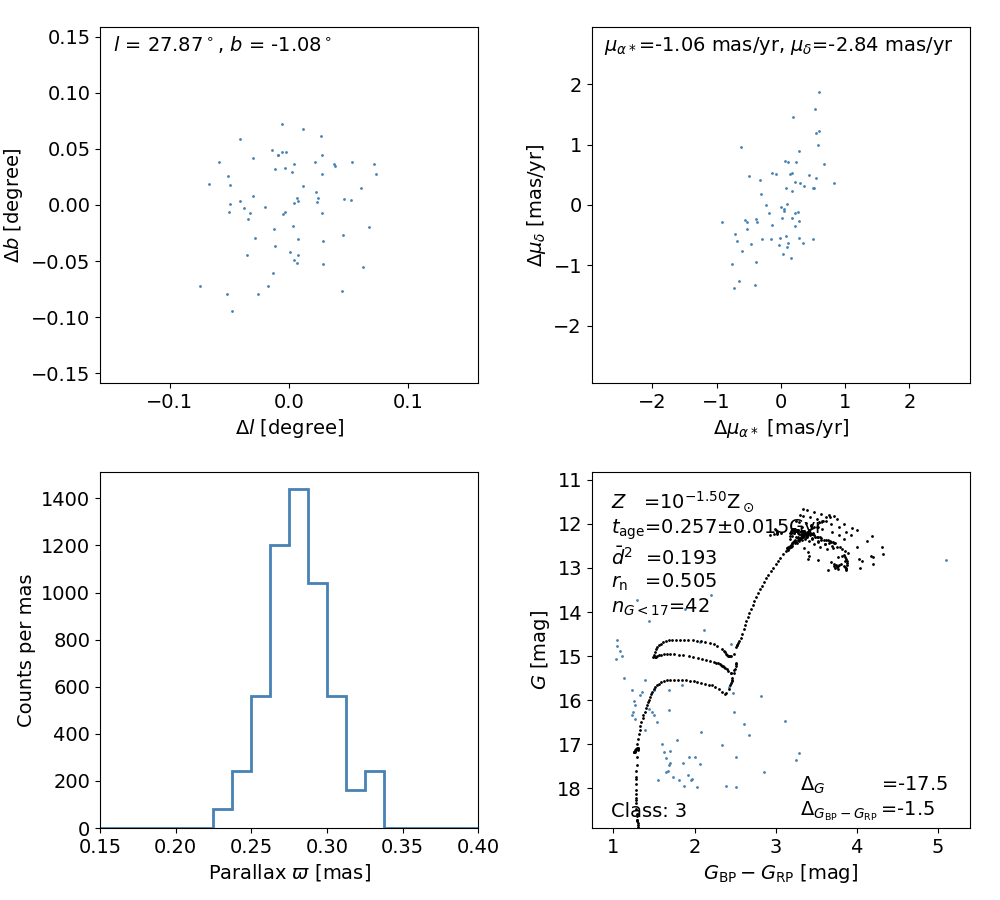 l = 27.87°, b = -1.08°
0.15
0.10
0.05
0.00
−0.05
−0.10
−0.15
Δb [degree]
−0.1 0.0 0.1
Δl [degree]
μα*=-1.06 mas/yr, μδ=-2.84 mas/yr
2
1
0
−1
−2
Δμδ [mas/yr]
−2 −1 0 1 2
Δμα* [mas/yr]
1400
1200
1000
800
600
400
200
0
Counts per mas
0.15 0.20 0.25 0.30 0.35 0.40
Parallax ϖ [mas]
11
12
13
14
15
16
17
18
G [mag]
Z =10^−1.50Z⊙
tage=0.257±0.015Gyr
d̄² =0.193
rn =0.505
nG<17=42
ΔG =-17.5
ΔGBP−GRP=-1.5
Class: 3
1 2 3 4 5
GBP − GRP [mag]